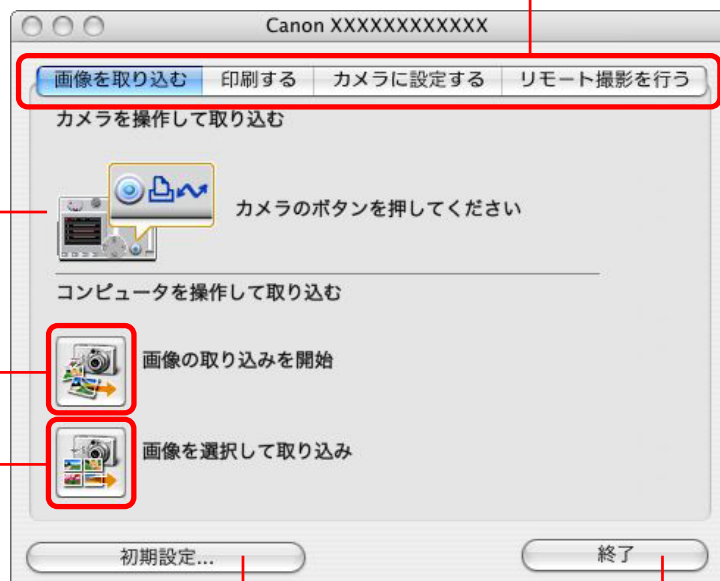 Canon XXXXXXXXXXXX
画像を取り込む 印刷する カメラに設定する リモート撮影を行う
カメラを操作して取り込む
カメラのボタンを押してください
コンピュータを操作して取り込む
画像の取り込みを開始
画像を選択して取り込み
初期設定... 終了